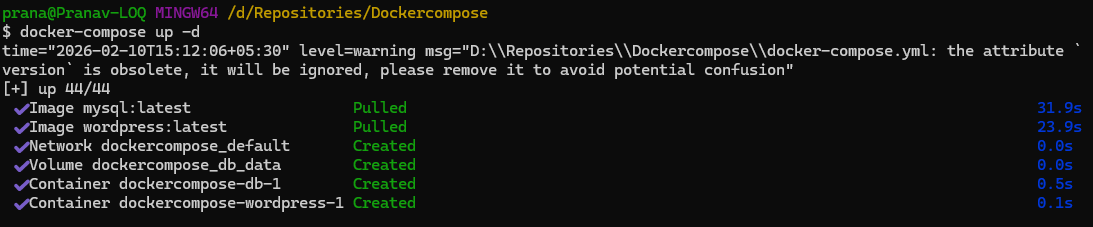 prana@Pranav-LOQ MINGW64 /d/Repositories/Dockercompose
$ docker-compose up -d
time="2026-02-10T15:12:06+05:30" level=warning msg="D:\\Repositories\\Dockercompose\\docker-compose.yml: the attribute `
version` is obsolete, it will be ignored, please remove it to avoid potential confusion"
[+] up 44/44
✔Image mysql:latest Pulled 31.9s
✔Image wordpress:latest Pulled 23.9s
✔Network dockercompose_default Created 0.0s
✔Volume dockercompose_db_data Created 0.0s
✔Container dockercompose-db-1 Created 0.5s
✔Container dockercompose-wordpress-1 Created 0.1s